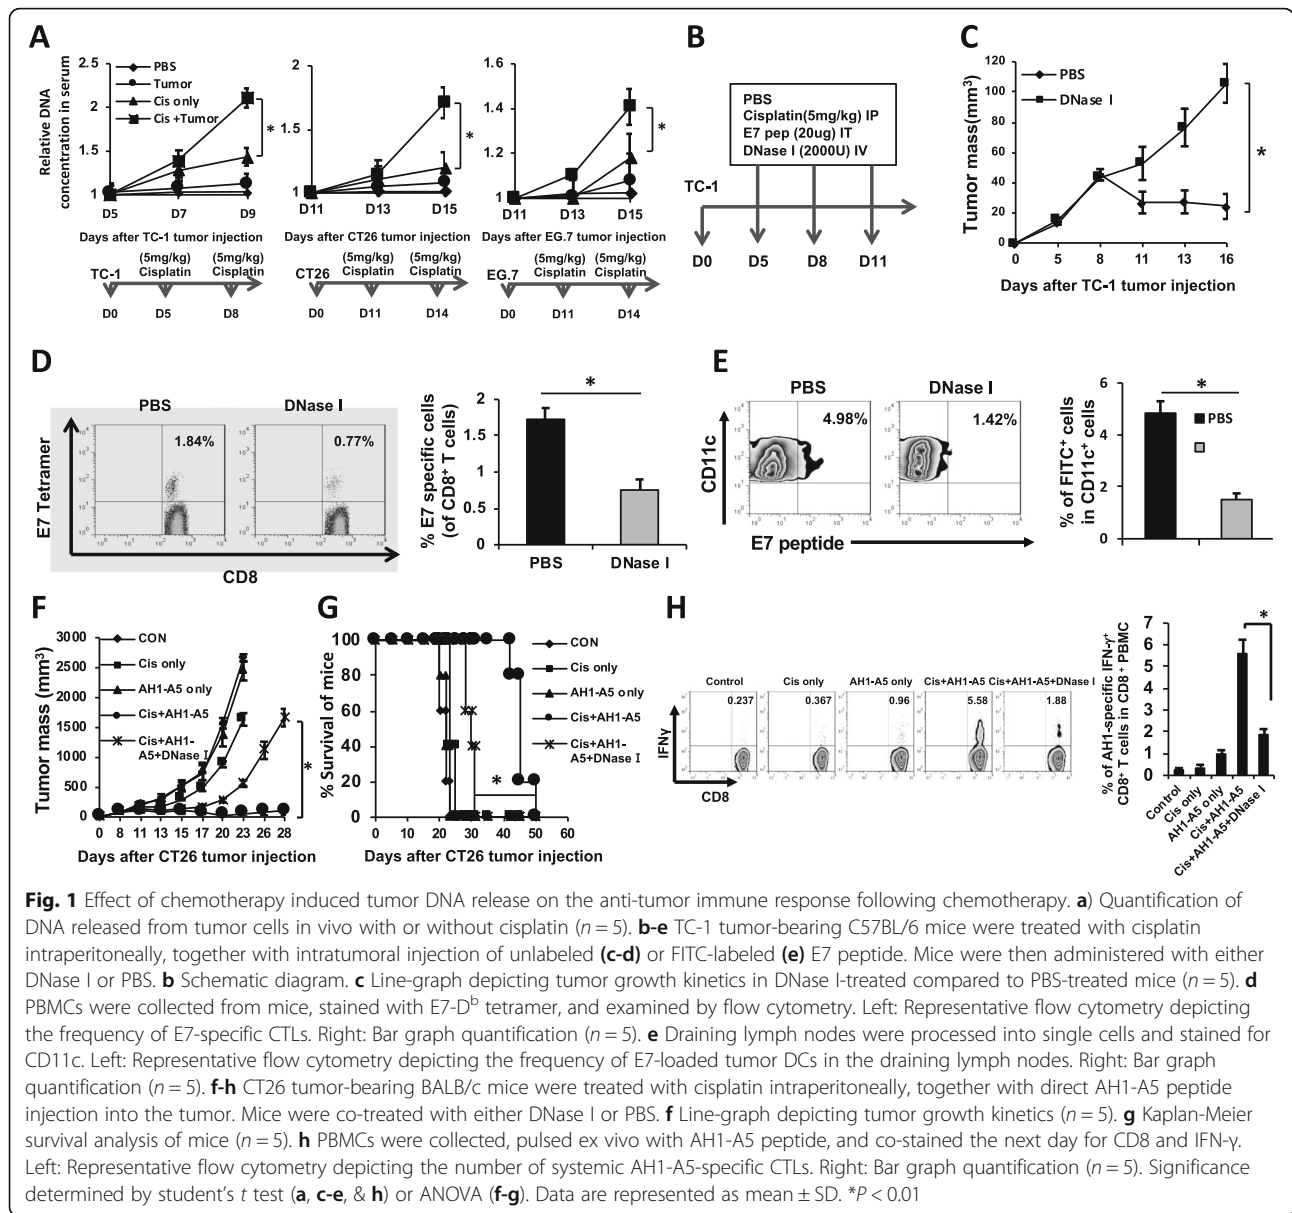 A
Relative DNA
concentration in serum
2.5
2
1.5
1
PBS
Tumor
Cis only
Cis +Tumor
*
D5 D7 D9
Days after TC-1 tumor injection
2
1.5
1
*
D11 D13 D15
Days after CT26 tumor injection
1.6
1.4
1.2
1
*
D11 D13 D15
Days after EG.7 tumor injection
TC-1
(5mg/kg) (5mg/kg)
Cisplatin Cisplatin
D0 D5 D8
CT26
(5mg/kg) (5mg/kg)
Cisplatin Cisplatin
D0 D11 D14
EG.7
(5mg/kg) (5mg/kg)
Cisplatin Cisplatin
D0 D11 D14
B
PBS
Cisplatin(5mg/kg) IP
E7 pep (20ug) IT
DNase I (2000U) IV
TC-1
D0 D5 D8 D11
C
Tumor mass(mm³)
120
100
80
60
40
20
0
PBS
DNase I
*
0 5 8 11 13 16
Days after TC-1 tumor injection
D
PBS DNase I
E7 Tetramer
1.84% 0.77%
CD8
% E7 specific cells
(of CD8⁺ T cells)
2
1.5
1
0.5
0
*
PBS DNase I
E
PBS DNase I
CD11c
4.98% 1.42%
E7 peptide
% of FITC⁺ cells
in CD11c⁺ cells
6
4
2
0
*
PBS
F
Tumor mass (mm³)
3000
2500
2000
1500
1000
500
0
CON
Cis only
AH1-A5 only
Cis+AH1-A5
Cis+AH1-
A5+DNase I
*
0 8 11 13 15 17 20 23 26 28
Days after CT26 tumor injection
G
% Survival of mice
100
80
60
40
20
0
CON
Cis only
AH1-A5 only
Cis+AH1-A5
Cis+AH1-
A5+DNase I
*
0 10 20 30 40 50 60
Days after CT26 tumor injection
H
Control Cis only AH1-A5 only Cis+AH1-A5 Cis+AH1-A5+DNase I
0.237 0.367 0.96 5.58 1.88
IFNγ
CD8
% of AH1-specific IFN-γ⁺
CD8⁺ T cells in CD8⁺ PBMC
7
6
5
4
3
2
1
0
*
Control
Cis only
AH1-A5 only
Cis+AH1-A5
Cis+AH1-A5+DNase I
Fig. 1 Effect of chemotherapy induced tumor DNA release on the anti-tumor immune response following chemotherapy. a) Quantification of
DNA released from tumor cells in vivo with or without cisplatin (n = 5). b-e TC-1 tumor-bearing C57BL/6 mice were treated with cisplatin
intraperitoneally, together with intratumoral injection of unlabeled (c-d) or FITC-labeled (e) E7 peptide. Mice were then administered with either
DNase I or PBS. b Schematic diagram. c Line-graph depicting tumor growth kinetics in DNase I-treated compared to PBS-treated mice (n = 5). d
PBMCs were collected from mice, stained with E7-Dᵇ tetramer, and examined by flow cytometry. Left: Representative flow cytometry depicting
the frequency of E7-specific CTLs. Right: Bar graph quantification (n = 5). e Draining lymph nodes were processed into single cells and stained for
CD11c. Left: Representative flow cytometry depicting the frequency of E7-loaded tumor DCs in the draining lymph nodes. Right: Bar graph
quantification (n = 5). f-h CT26 tumor-bearing BALB/c mice were treated with cisplatin intraperitoneally, together with direct AH1-A5 peptide
injection into the tumor. Mice were co-treated with either DNase I or PBS. f Line-graph depicting tumor growth kinetics (n = 5). g Kaplan-Meier
survival analysis of mice (n = 5). h PBMCs were collected, pulsed ex vivo with AH1-A5 peptide, and co-stained the next day for CD8 and IFN-γ.
Left: Representative flow cytometry depicting the number of systemic AH1-A5-specific CTLs. Right: Bar graph quantification (n = 5). Significance
determined by student's t test (a, c-e, & h) or ANOVA (f-g). Data are represented as mean ± SD. *P < 0.01